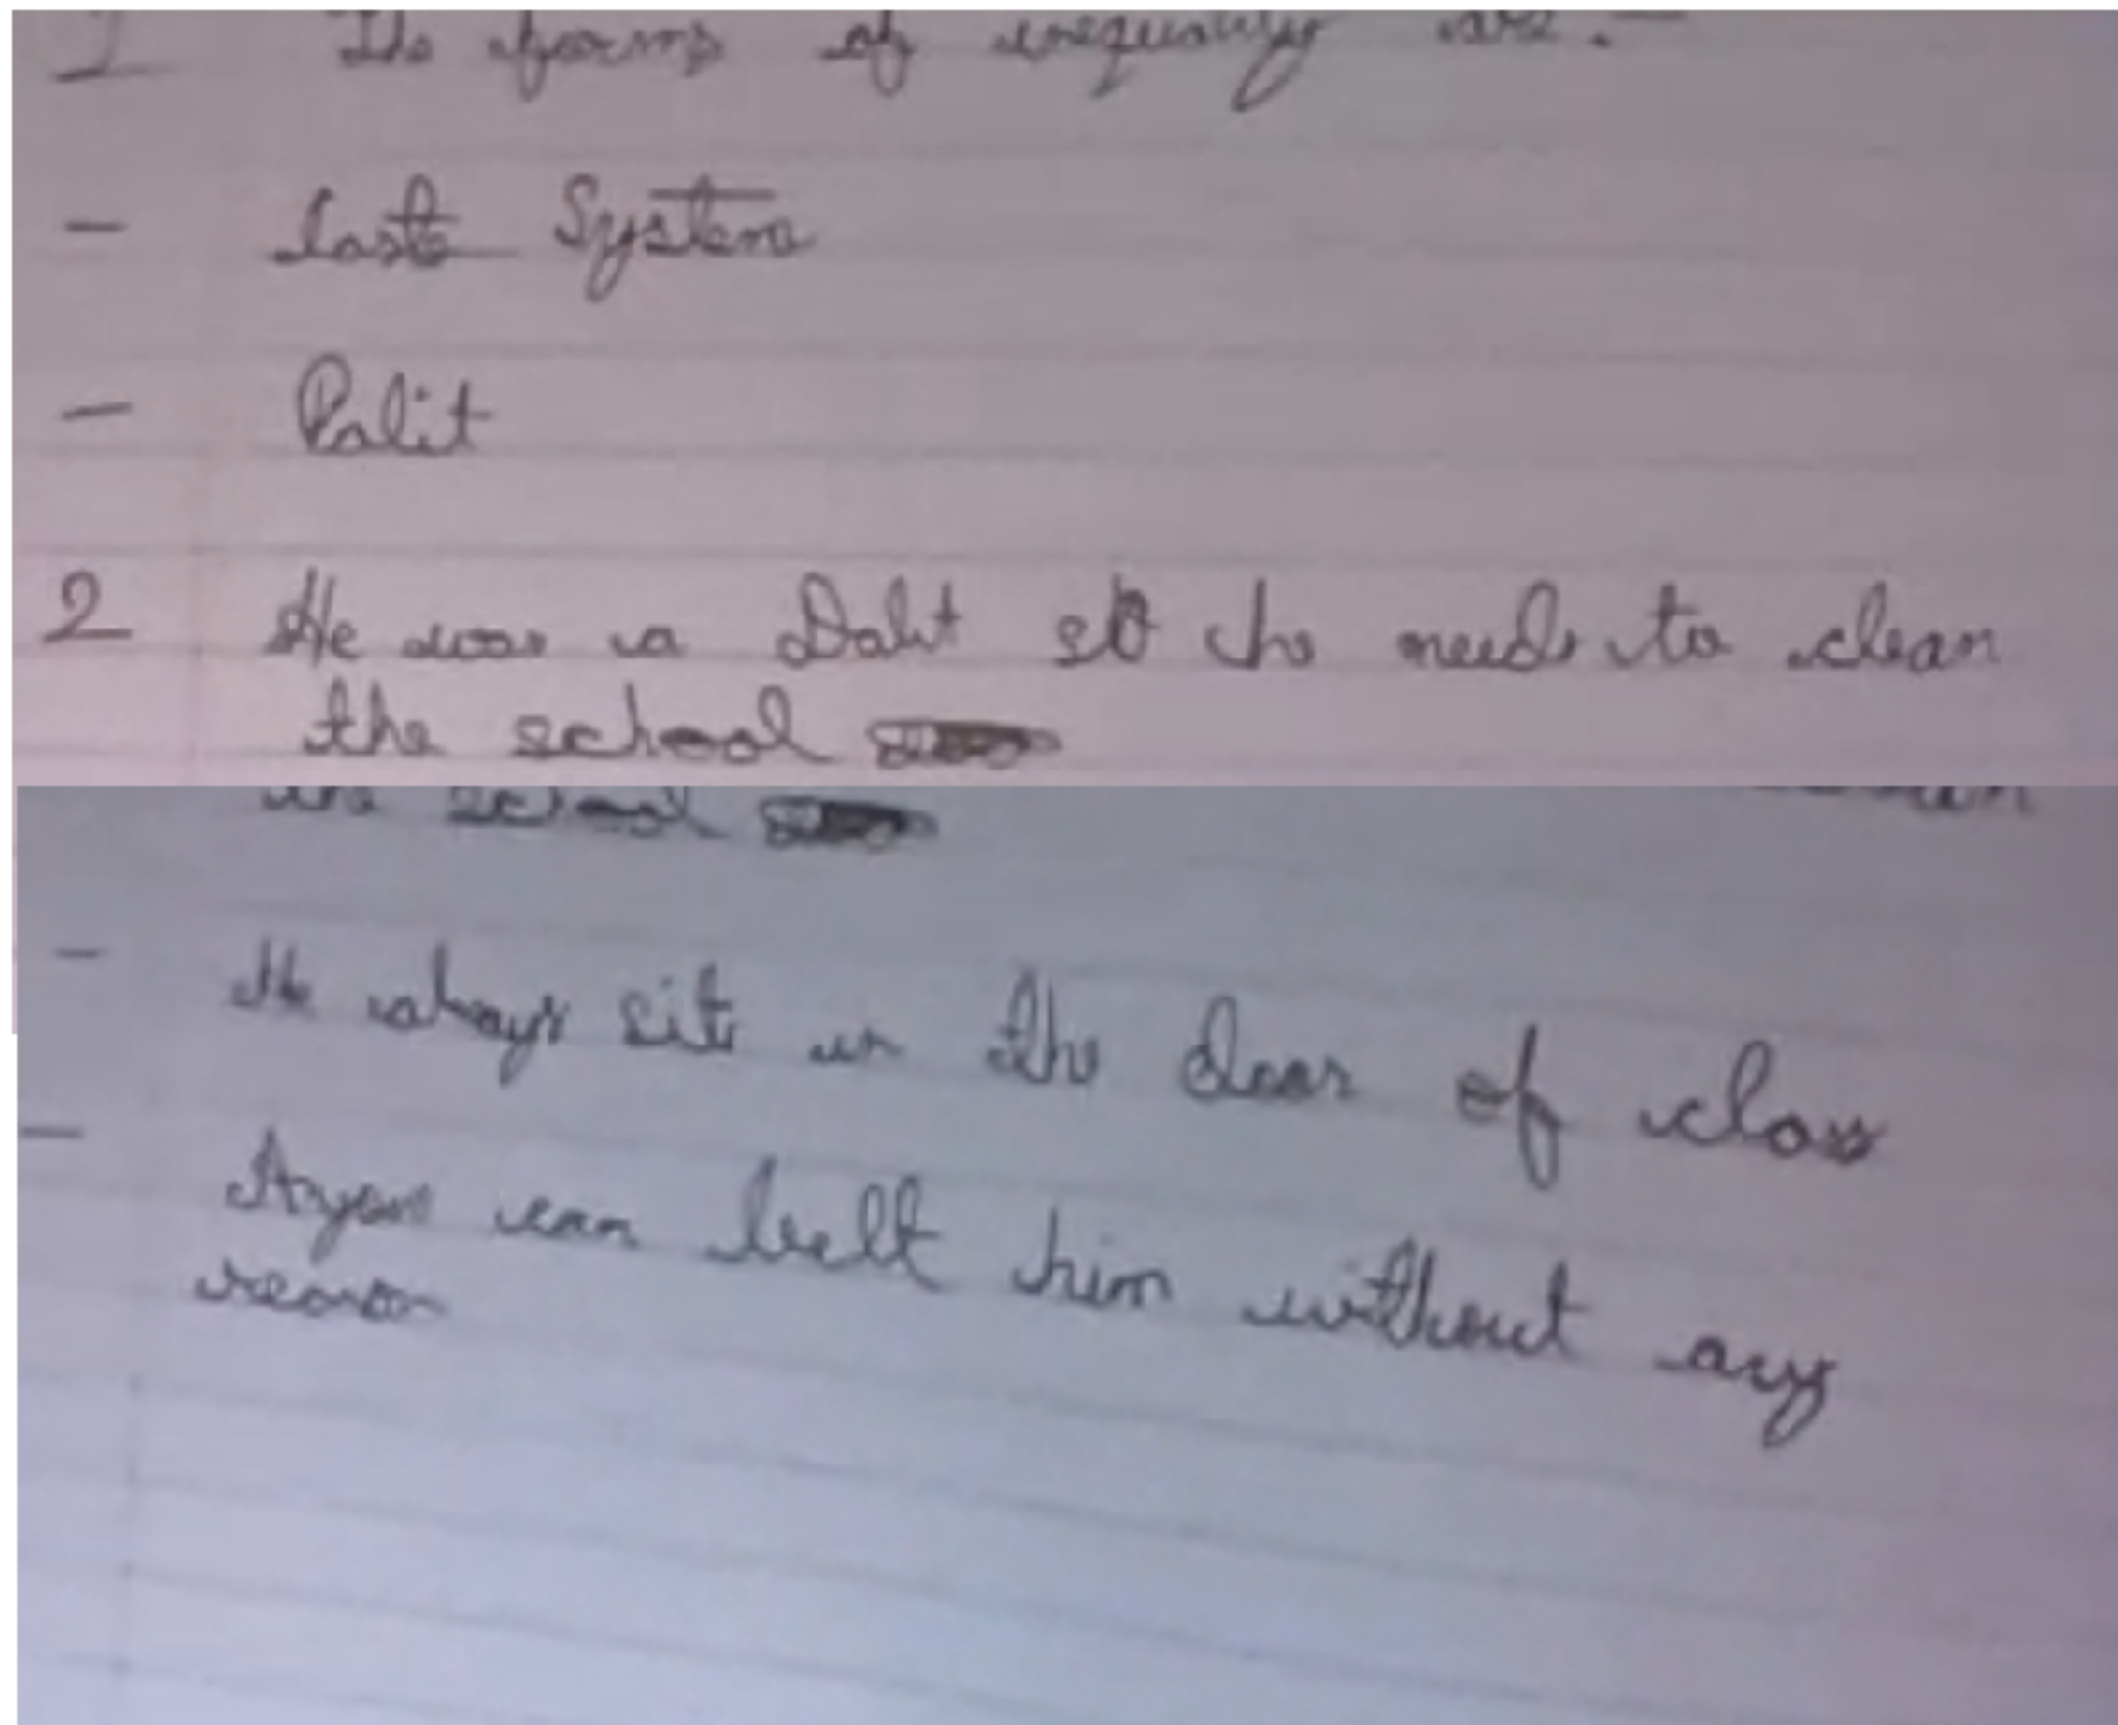 1 The forms of inequality are :-
- Caste System
- Dalit
2 He was a Dalit so he needs to clean
the school
the school
- He always sit in the door of class
- Anyone can belt him without any
reason